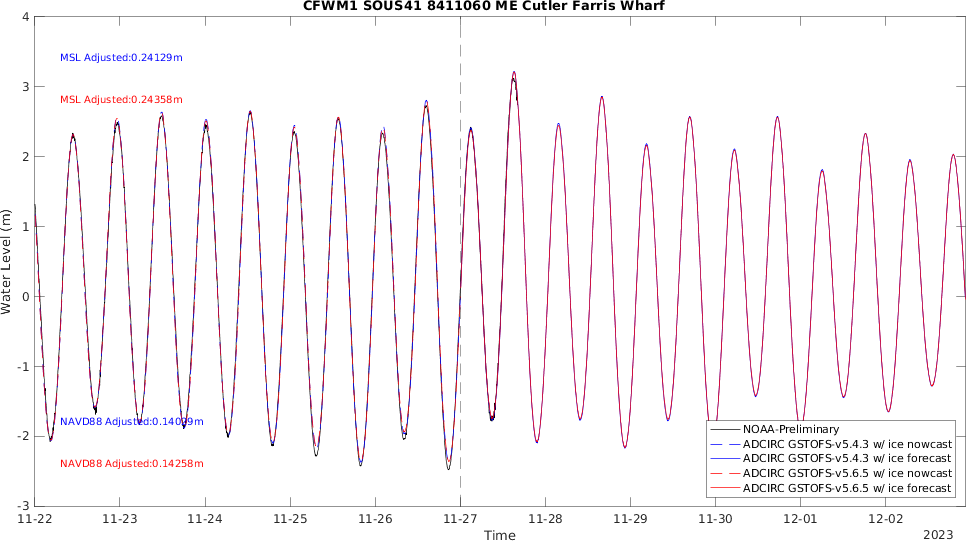 CFWM1 SOUS41 8411060 ME Cutler Farris Wharf
4
MSL Adjusted:0.24129m
3
MSL Adjusted:0.24358m
2
1
Water Level (m)
0
-1
NAVD88 Adjusted:0.14029m
-2
NAVD88 Adjusted:0.14258m
-3
NOAA-Preliminary
ADCIRC GSTOFS-v5.4.3 w/ ice nowcast
ADCIRC GSTOFS-v5.4.3 w/ ice forecast
ADCIRC GSTOFS-v5.6.5 w/ ice nowcast
ADCIRC GSTOFS-v5.6.5 w/ ice forecast
11-22 11-23 11-24 11-25 11-26 11-27 11-28 11-29 11-30 12-01 12-02
Time
2023